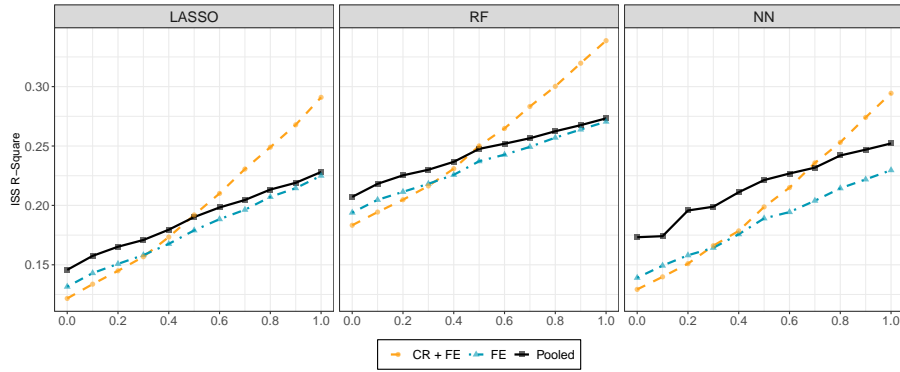 LASSO RF NN
ISS R−Square
0.30
0.25
0.20
0.15
0.0 0.2 0.4 0.6 0.8 1.0 0.0 0.2 0.4 0.6 0.8 1.0 0.0 0.2 0.4 0.6 0.8 1.0
CR + FE FE Pooled